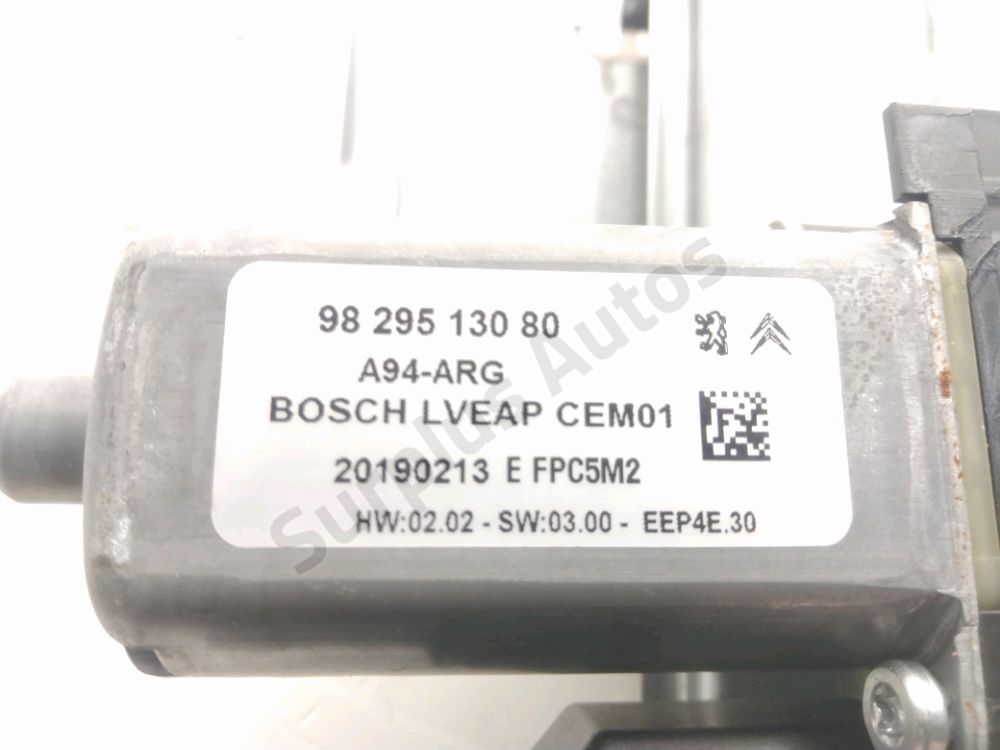 98 295 130 80
A94-ARG
BOSCH LVEAP CEM01
20190213 E FPC5M2
HW:02.02 - SW:03.00 - EEP4E.30
Surplus Autos